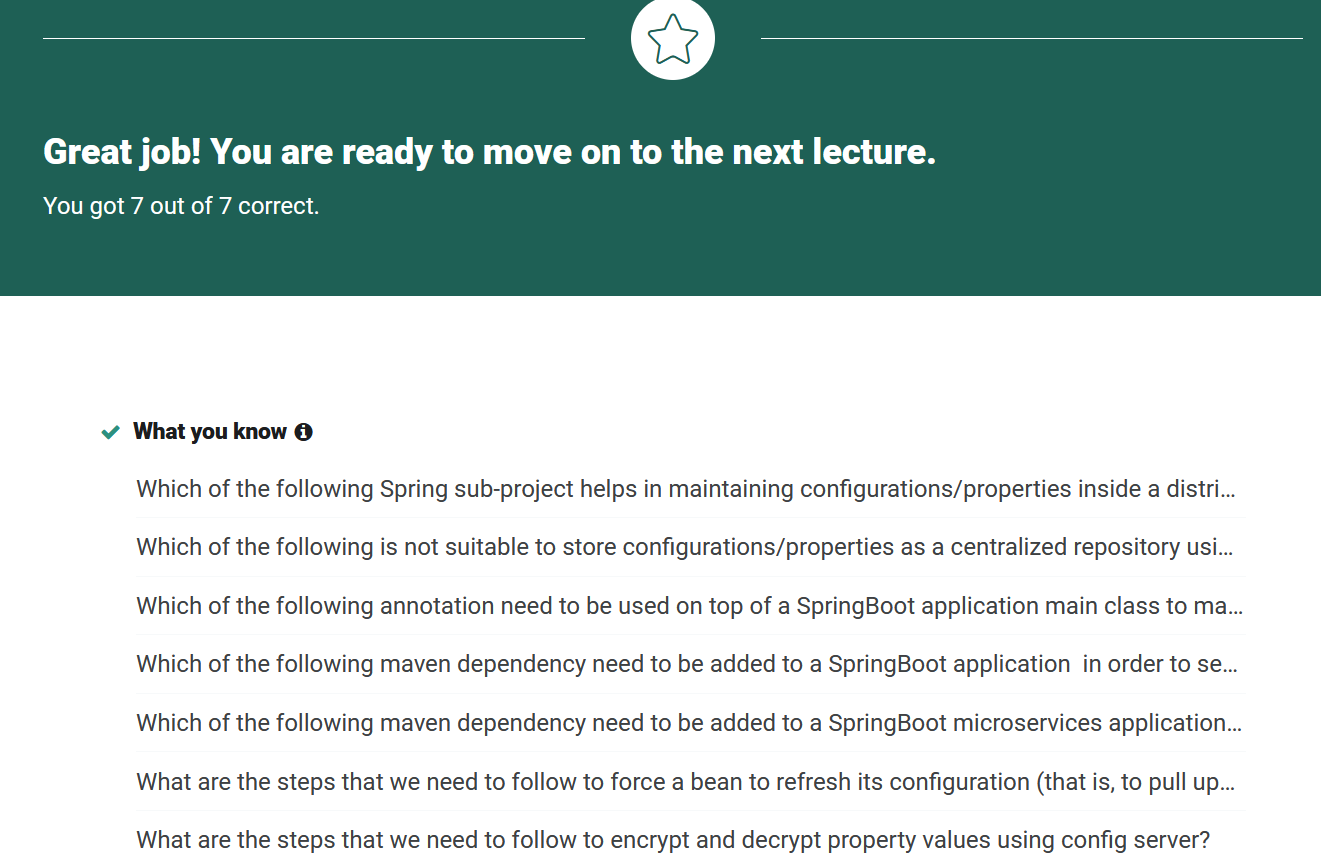 Great job! You are ready to move on to the next lecture.
You got 7 out of 7 correct.
What you know
Which of the following Spring sub-project helps in maintaining configurations/properties inside a distri...
Which of the following is not suitable to store configurations/properties as a centralized repository usi...
Which of the following annotation need to be used on top of a SpringBoot application main class to ma...
Which of the following maven dependency need to be added to a SpringBoot application  in order to se...
Which of the following maven dependency need to be added to a SpringBoot microservices application...
What are the steps that we need to follow to force a bean to refresh its configuration (that is, to pull up...
What are the steps that we need to follow to encrypt and decrypt property values using config server?